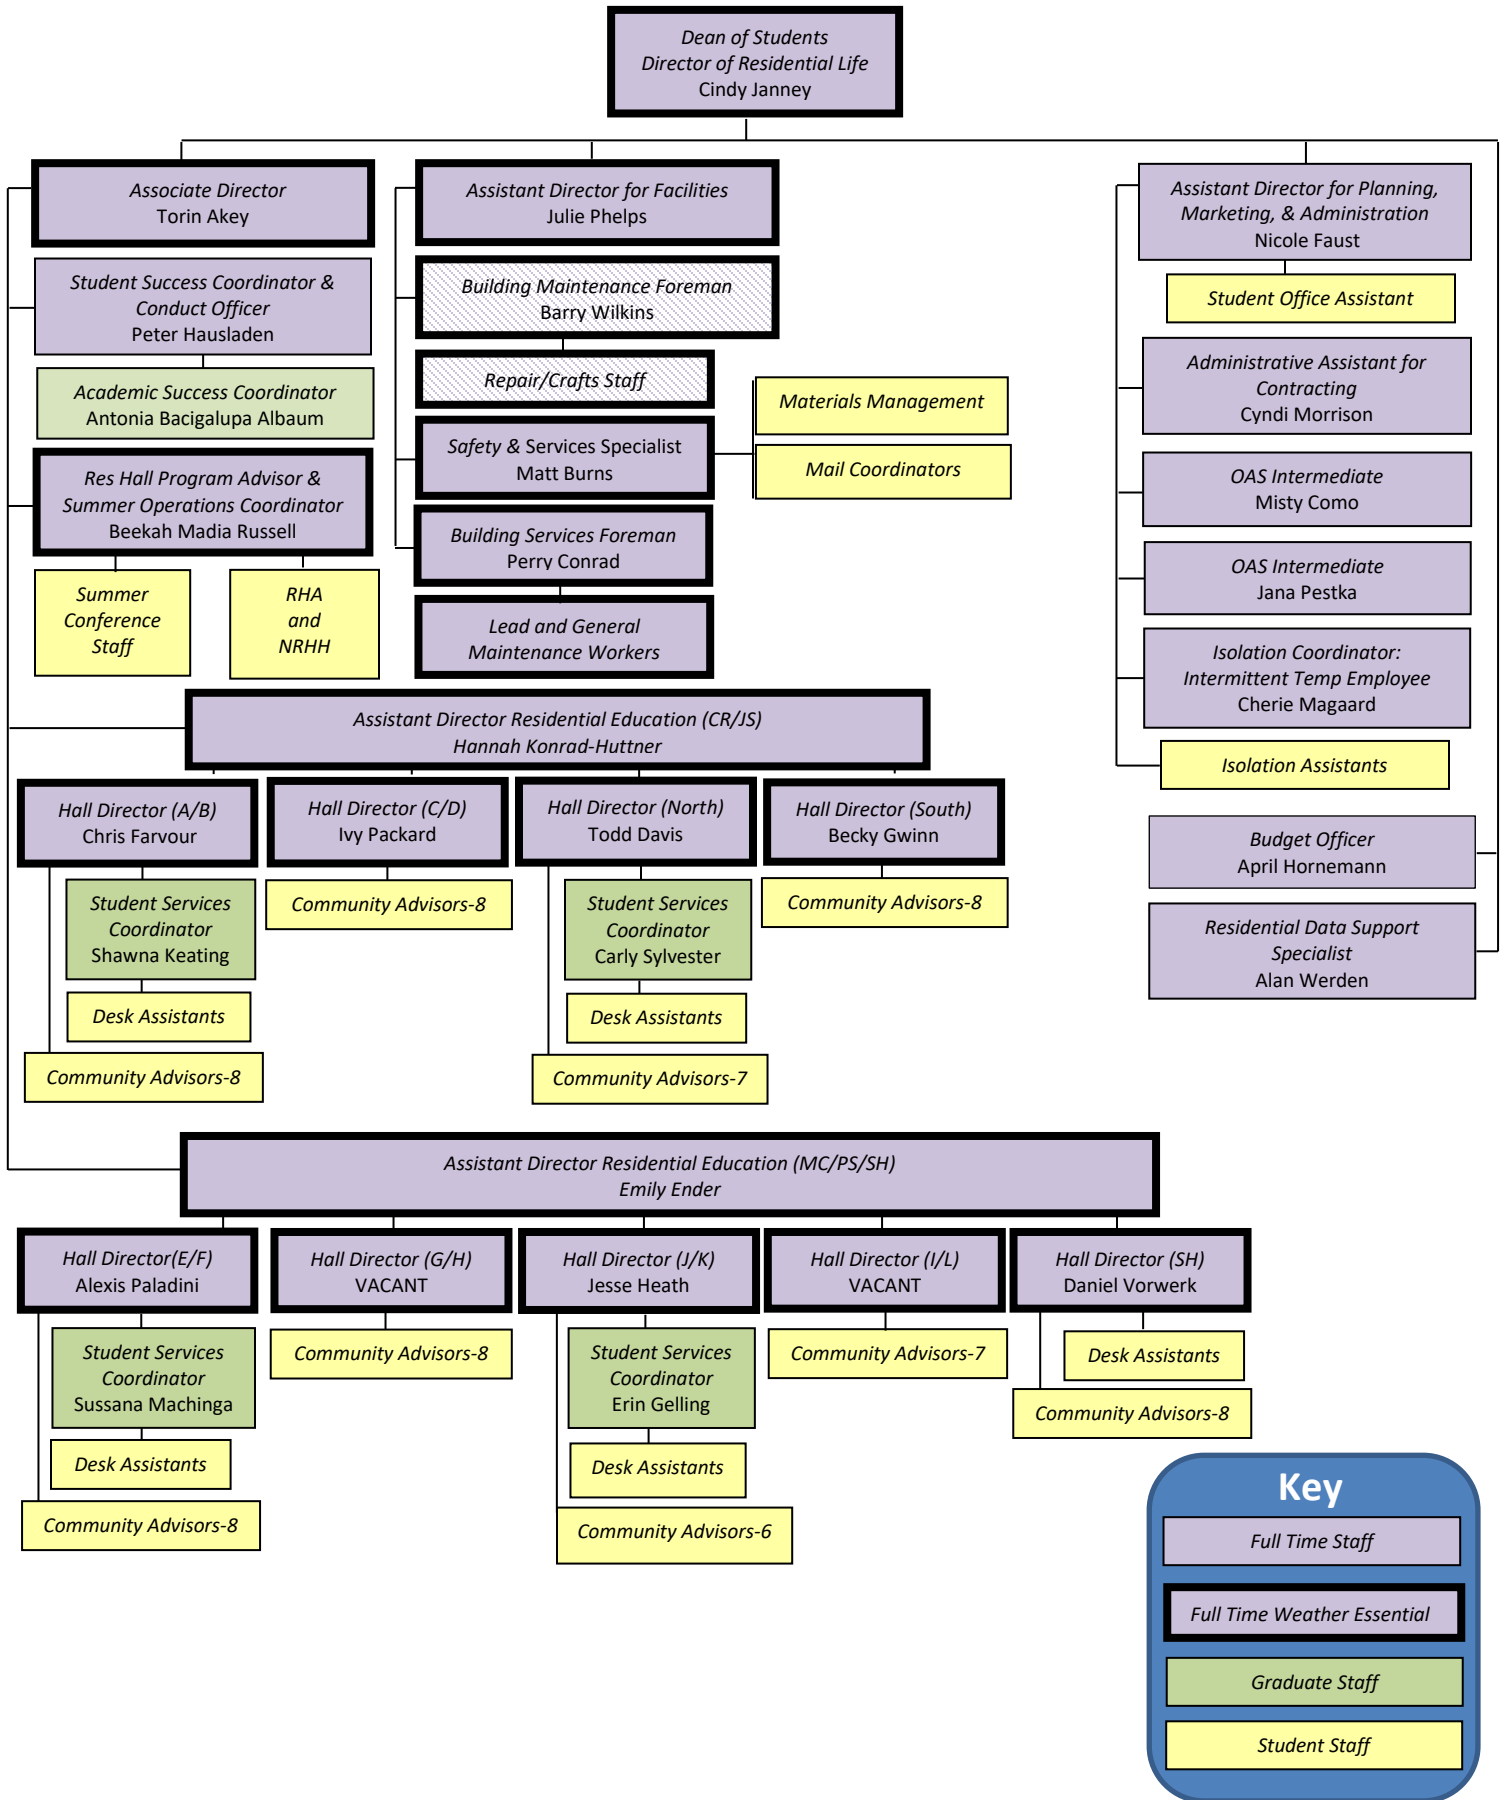 Dean of Students
Director of Residential Life
Cindy Janney
Associate Director
Torin Akey
Student Success Coordinator &
Conduct Officer
Peter Hausladen
Academic Success Coordinator
Antonia Bacigalupa Albaum
Res Hall Program Advisor &
Summer Operations Coordinator
Beekah Madia Russell
Summer
Conference
Staff
RHA
and
NRHH
Assistant Director for Facilities
Julie Phelps
Building Maintenance Foreman
Barry Wilkins
Repair/Crafts Staff
Safety & Services Specialist
Matt Burns
Materials Management
Mail Coordinators
Building Services Foreman
Perry Conrad
Lead and General
Maintenance Workers
Assistant Director for Planning,
Marketing, & Administration
Nicole Faust
Student Office Assistant
Administrative Assistant for
Contracting
Cyndi Morrison
OAS Intermediate
Misty Como
OAS Intermediate
Jana Pestka
Isolation Coordinator:
Intermittent Temp Employee
Cherie Magaard
Isolation Assistants
Budget Officer
April Hornemann
Residential Data Support
Specialist
Alan Werden
Assistant Director Residential Education (CR/JS)
Hannah Konrad-Huttner
Hall Director (A/B)
Chris Farvour
Student Services
Coordinator
Shawna Keating
Desk Assistants
Community Advisors-8
Hall Director (C/D)
Ivy Packard
Community Advisors-8
Hall Director (North)
Todd Davis
Student Services
Coordinator
Carly Sylvester
Desk Assistants
Community Advisors-7
Hall Director (South)
Becky Gwinn
Community Advisors-8
Assistant Director Residential Education (MC/PS/SH)
Emily Ender
Hall Director(E/F)
Alexis Paladini
Student Services
Coordinator
Sussana Machinga
Desk Assistants
Community Advisors-8
Hall Director (G/H)
VACANT
Community Advisors-8
Hall Director (J/K)
Jesse Heath
Student Services
Coordinator
Erin Gelling
Desk Assistants
Community Advisors-6
Hall Director (I/L)
VACANT
Community Advisors-7
Hall Director (SH)
Daniel Vorwerk
Desk Assistants
Community Advisors-8
Key
Full Time Staff
Full Time Weather Essential
Graduate Staff
Student Staff